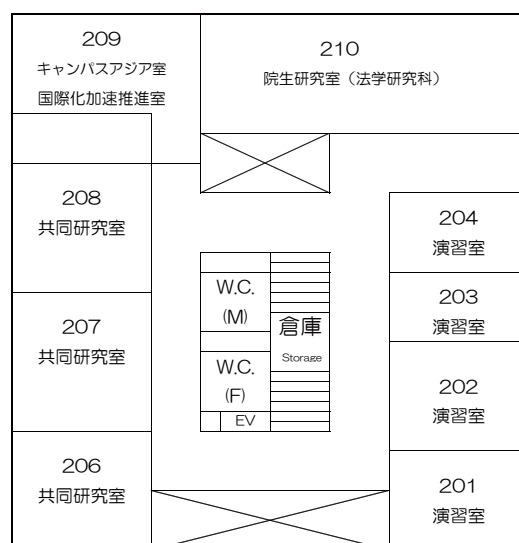 209
キャンパスアジア室
国際化加速推進室
210
院生研究室（法学研究科）
208
共同研究室
204
演習室
W.C.
(M)
倉庫
Storage
203
演習室
207
共同研究室
W.C.
(F)
EV
202
演習室
206
共同研究室
201
演習室